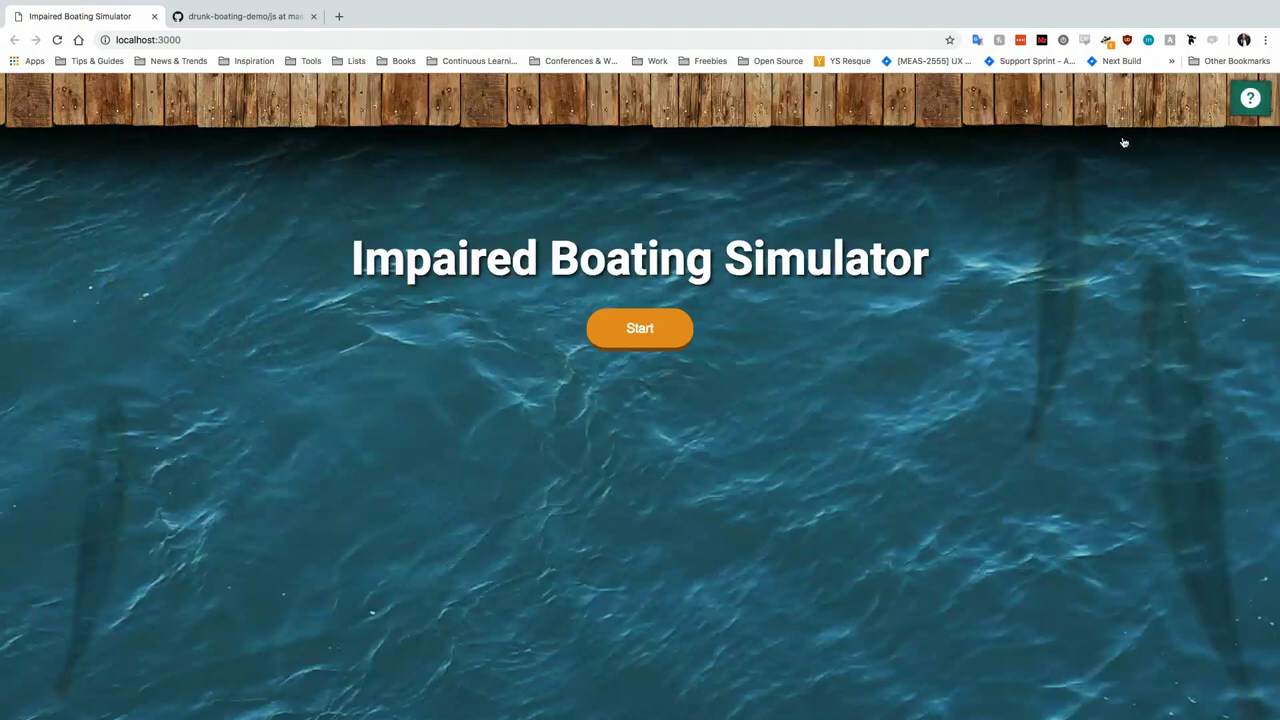 Impaired Boating Simulator
drunk-boating-demo/js at mas
localhost:3000
Apps
Tips & Guides
News & Trends
Inspiration
Tools
Lists
Books
Continuous Learni...
Conferences & W...
Work
Freebies
Open Source
YS Resque
[MEAS-2555] UX ...
Support Sprint - A...
Next Build
»
Other Bookmarks
?
Impaired Boating Simulator
Start